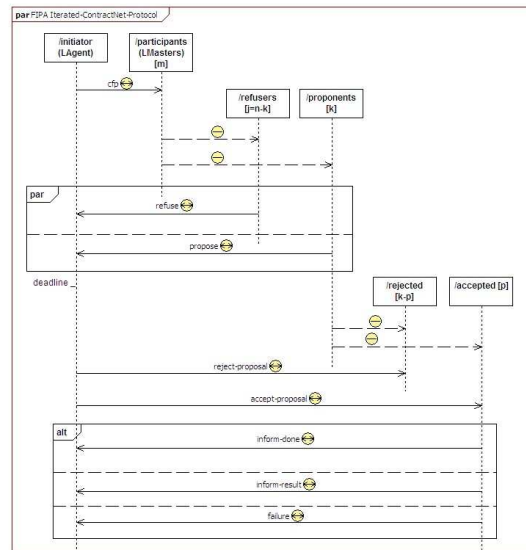 par FIPA Iterated-ContractNet-Protocol
/initiator
(LAgent)
/participants
(LMasters)
[m]
cfp
/refusers
[j=n-k]
/proponents
[k]
par
refuse
propose
deadline
/rejected
[k-p]
/accepted [p]
reject-proposal
accept-proposal
alt
inform-done
inform-result
failure